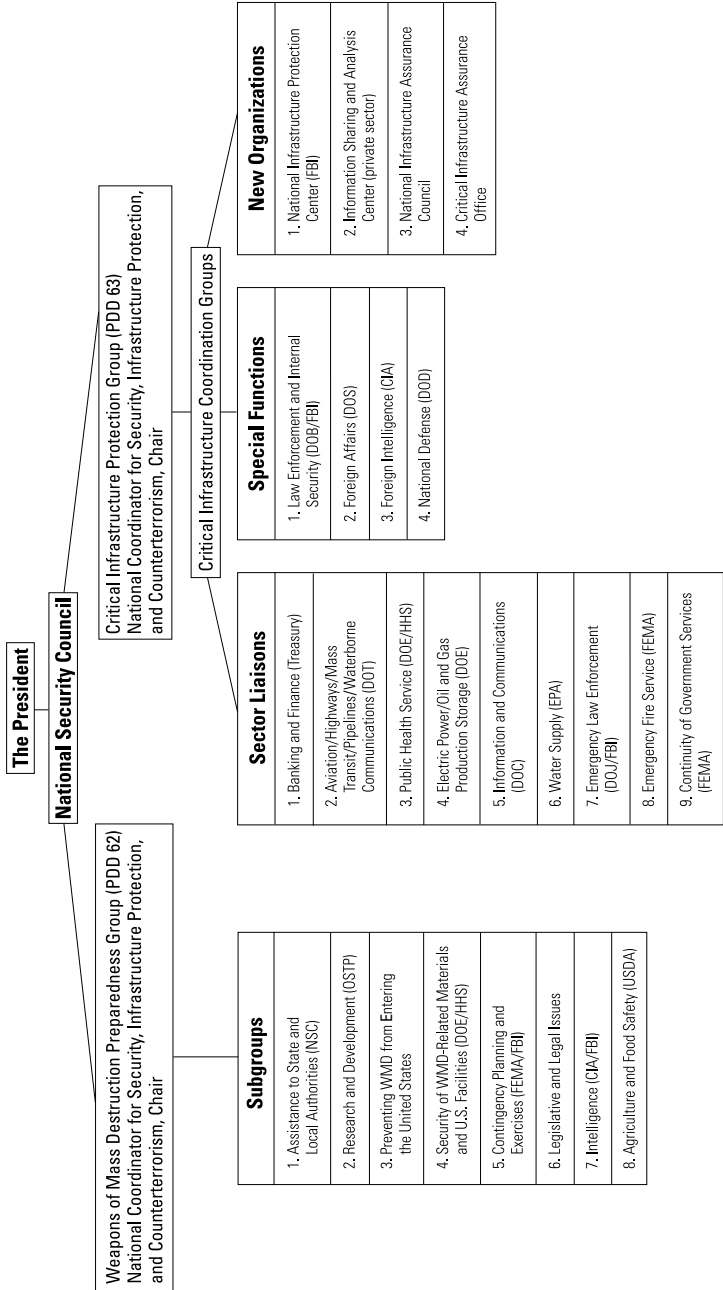 The President
National Security Council
Weapons of Mass Destruction Preparedness Group (PDD 62)
National Coordinator for Security, Infrastructure Protection,
and Counterterrorism, Chair
Critical Infrastructure Protection Group (PDD 63)
National Coordinator for Security, Infrastructure Protection,
and Counterterrorism, Chair
Critical Infrastructure Coordination Groups
Subgroups
1. Assistance to State and
Local Authorities (NSC)
2. Research and Development (OSTP)
3. Preventing WMD from Entering
the United States
4. Security of WMD-Related Materials
and U.S. Facilities (DOE/HHS)
5. Contingency Planning and
Exercises (FEMA/FBI)
6. Legislative and Legal Issues
7. Intelligence (CIA/FBI)
8. Agriculture and Food Safety (USDA)
Sector Liaisons
1. Banking and Finance (Treasury)
2. Aviation/Highways/Mass
Transit/Pipelines/Waterborne
Communications (DOT)
3. Public Health Service (DOE/HHS)
4. Electric Power/Oil and Gas
Production Storage (DOE)
5. Information and Communications
(DOC)
6. Water Supply (EPA)
7. Emergency Law Enforcement
(DOJ/FBI)
8. Emergency Fire Service (FEMA)
9. Continuity of Government Services
(FEMA)
Special Functions
1. Law Enforcement and Internal
Security (DOB/FBI)
2. Foreign Affairs (DOS)
3. Foreign Intelligence (CIA)
4. National Defense (DOD)
New Organizations
1. National Infrastructure Protection
Center (FBI)
2. Information Sharing and Analysis
Center (private sector)
3. National Infrastructure Assurance
Council
4. Critical Infrastructure Assurance
Office